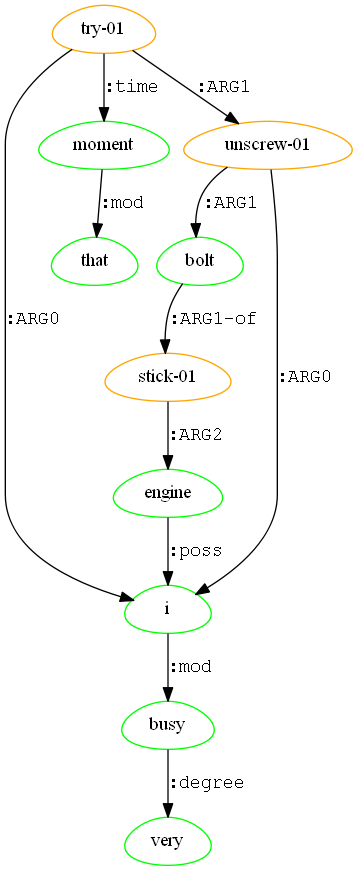 try-01
:time
:ARG1
moment
unscrew-01
:mod
:ARG1
that
bolt
:ARG0
:ARG1-of
:ARG0
stick-01
:ARG2
engine
:poss
i
:mod
busy
:degree
very